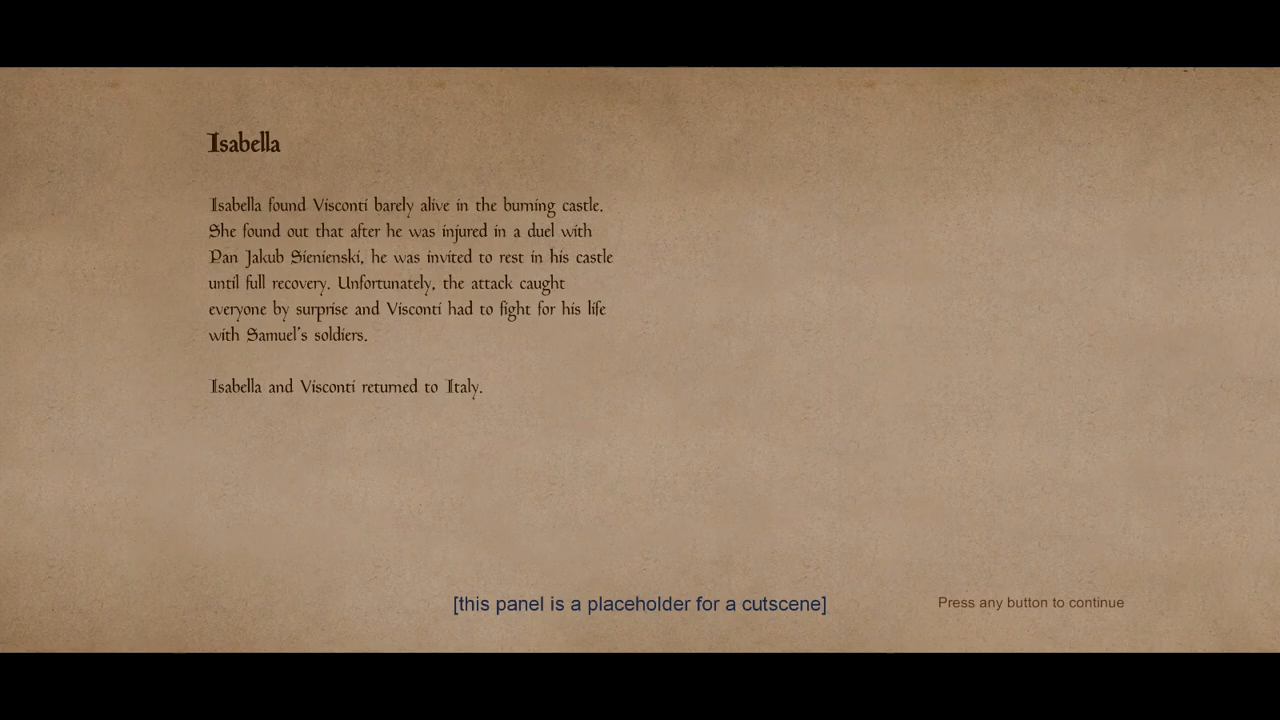 Isabella
Isabella found Visconti barely alive in the burning castle.
She found out that after he was injured in a duel with
Pan Jakub Sienienski, he was invited to rest in his castle
until full recovery. Unfortunately, the attack caught
everyone by surprise and Visconti had to fight for his life
with Samuel's soldiers.
Isabella and Visconti returned to Italy.
[this panel is a placeholder for a cutscene]
Press any button to continue